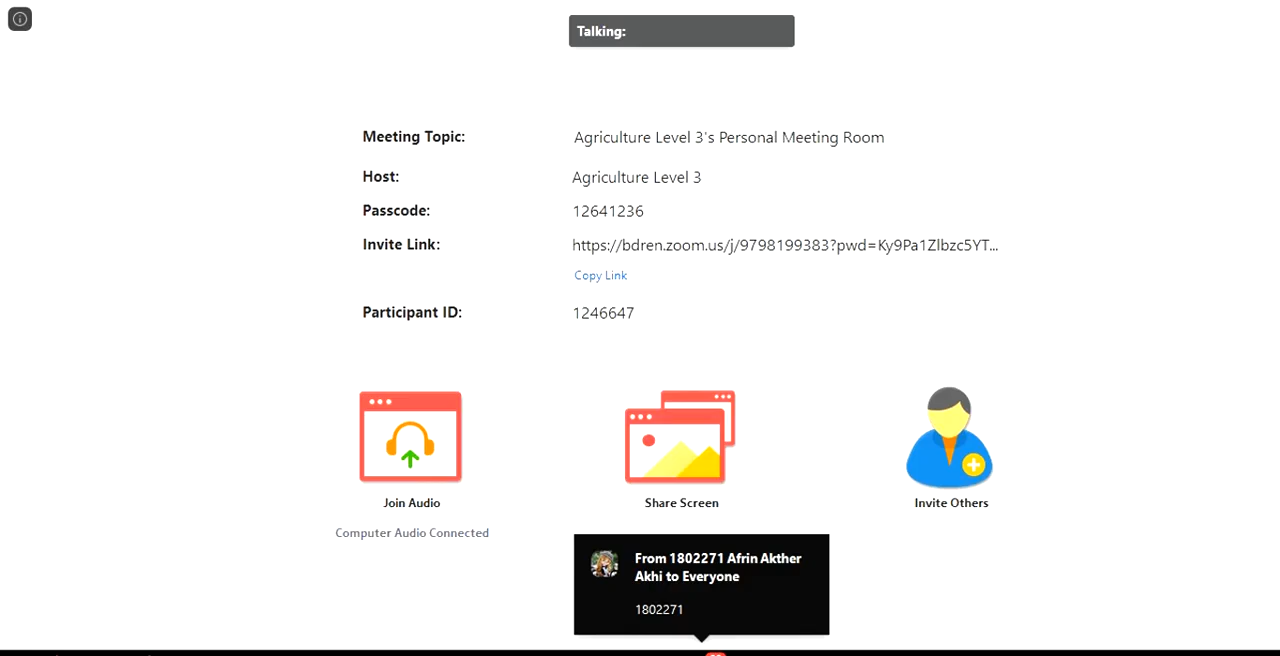 Talking:
Meeting Topic: Agriculture Level 3's Personal Meeting Room
Host: Agriculture Level 3
Passcode: 12641236
Invite Link: https://bdren.zoom.us/j/9798199383?pwd=Ky9Pa1Zlbzc5YT...
Copy Link
Participant ID: 1246647
Join Audio Share Screen Invite Others
Computer Audio Connected
From 1802271 Afrin Akther
Akhi to Everyone
1802271